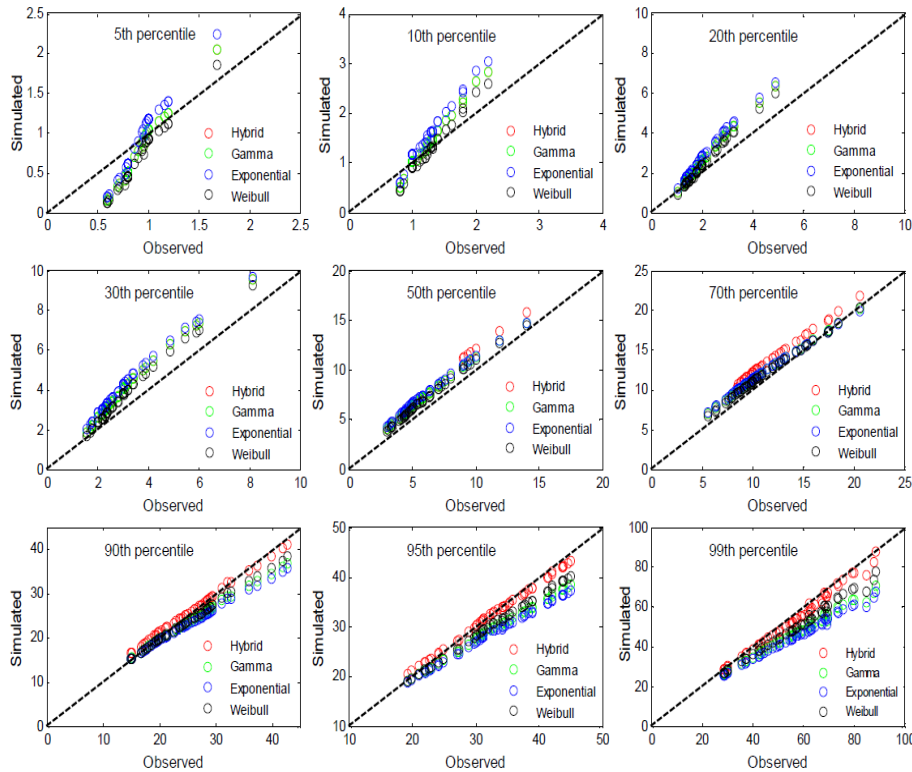 2.5
2
1.5
1
0.5
0
Simulated
5th percentile
Hybrid
Gamma
Exponential
Weibull
0 0.5 1 1.5 2 2.5
Observed
4
3
2
1
0
Simulated
10th percentile
Hybrid
Gamma
Exponential
Weibull
0 1 2 3 4
Observed
10
8
6
4
2
0
Simulated
20th percentile
Hybrid
Gamma
Exponential
Weibull
0 2 4 6 8 10
Observed
10
8
6
4
2
0
Simulated
30th percentile
Hybrid
Gamma
Exponential
Weibull
0 2 4 6 8 10
Observed
20
15
10
5
0
Simulated
50th percentile
Hybrid
Gamma
Exponential
Weibull
0 5 10 15 20
Observed
25
20
15
10
5
0
Simulated
70th percentile
Hybrid
Gamma
Exponential
Weibull
0 5 10 15 20 25
Observed
40
30
20
10
0
Simulated
90th percentile
Hybrid
Gamma
Exponential
Weibull
0 10 20 30 40
Observed
50
40
30
20
10
Simulated
95th percentile
Hybrid
Gamma
Exponential
Weibull
10 20 30 40 50
Observed
100
80
60
40
20
0
Simulated
99th percentile
Hybrid
Gamma
Exponential
Weibull
0 20 40 60 80 100
Observed